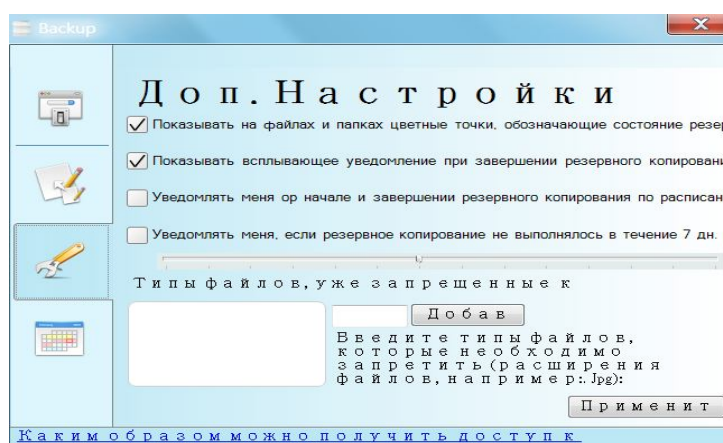 Backup
Доп.Настройки
Показывать на файлах и папках цветные точки, обозначающие состояние резер
Показывать всплывающее уведомление при завершении резервного копировани
Уведомлять меня ор начале и завершении резервного копирования по расписан
Уведомлять меня, если резервное копирование не выполнялось в течение 7 дн.
Типы файлов,уже запрещенные к
Добав
Введите типы файлов,
которые необходимо
запретить(расширения
файлов,например:.Jpg):
Применит
Каким образом можно получить доступ к